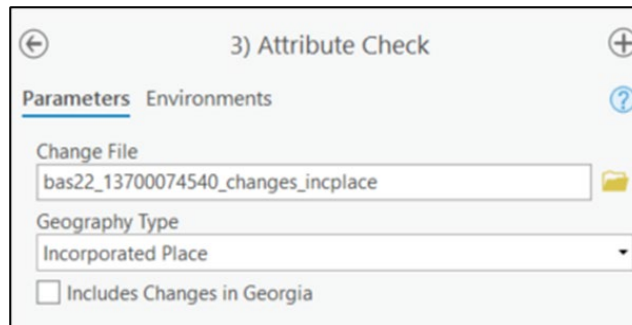 3) Attribute Check
Parameters Environments
?
Change File
bas22_13700074540_changes_incplace
Geography Type
Incorporated Place
Includes Changes in Georgia